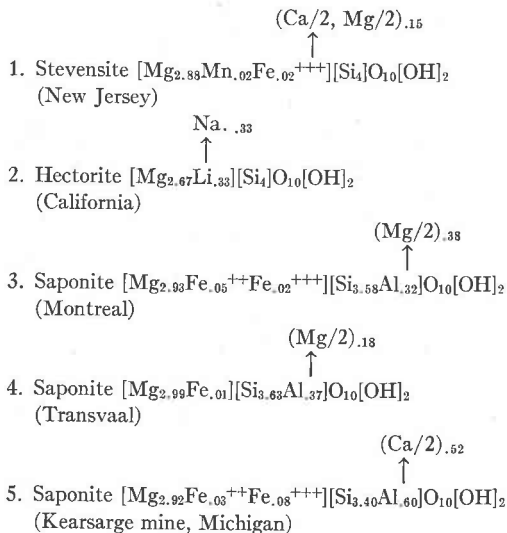 (Ca/2, Mg/2).₁₅
↑
1. Stevensite [Mg₂.₈₈Mn.₀₂Fe.₀₂⁺⁺⁺][Si₄]O₁₀[OH]₂
(New Jersey)
Na. .₃₃
↑
2. Hectorite [Mg₂.₆₇Li.₃₃][Si₄]O₁₀[OH]₂
(California)
(Mg/2).₃₈
↑
3. Saponite [Mg₂.₉₃Fe.₀₅⁺⁺Fe.₀₂⁺⁺⁺][Si₃.₅₈Al.₃₂]O₁₀[OH]₂
(Montreal)
(Mg/2).₁₈
↑
4. Saponite [Mg₂.₉₉Fe.₀₁][Si₃.₆₃Al.₃₇]O₁₀[OH]₂
(Transvaal)
(Ca/2).₅₂
↑
5. Saponite [Mg₂.₉₂Fe.₀₃⁺⁺Fe.₀₈⁺⁺⁺][Si₃.₄₀Al.₆₀]O₁₀[OH]₂
(Kearsarge mine, Michigan)